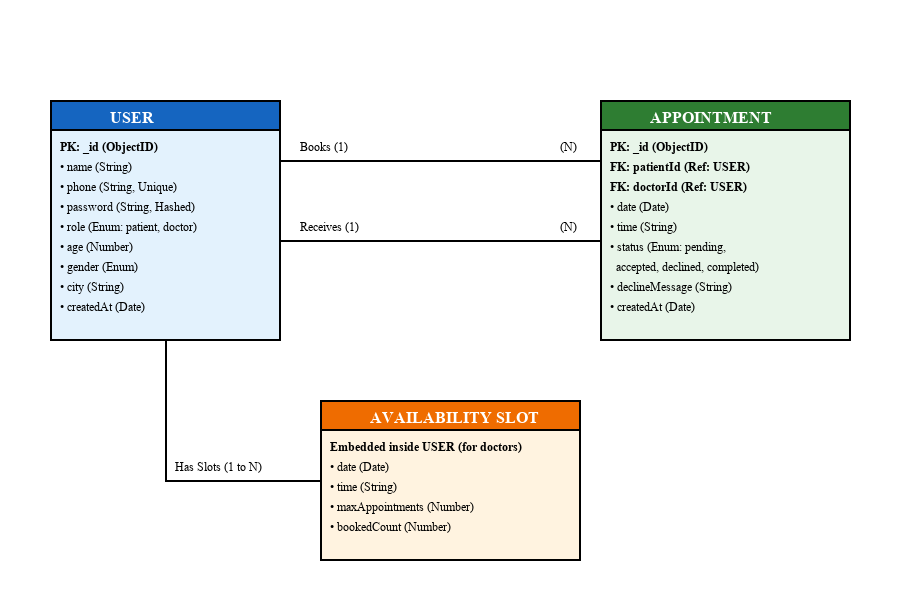 USER
PK: _id (ObjectID)
• name (String)
• phone (String, Unique)
• password (String, Hashed)
• role (Enum: patient, doctor)
• age (Number)
• gender (Enum)
• city (String)
• createdAt (Date)
Books (1)
(N)
Receives (1)
(N)
APPOINTMENT
PK: _id (ObjectID)
FK: patientId (Ref: USER)
FK: doctorId (Ref: USER)
• date (Date)
• time (String)
• status (Enum: pending,
accepted, declined, completed)
• declineMessage (String)
• createdAt (Date)
Has Slots (1 to N)
AVAILABILITY SLOT
Embedded inside USER (for doctors)
• date (Date)
• time (String)
• maxAppointments (Number)
• bookedCount (Number)